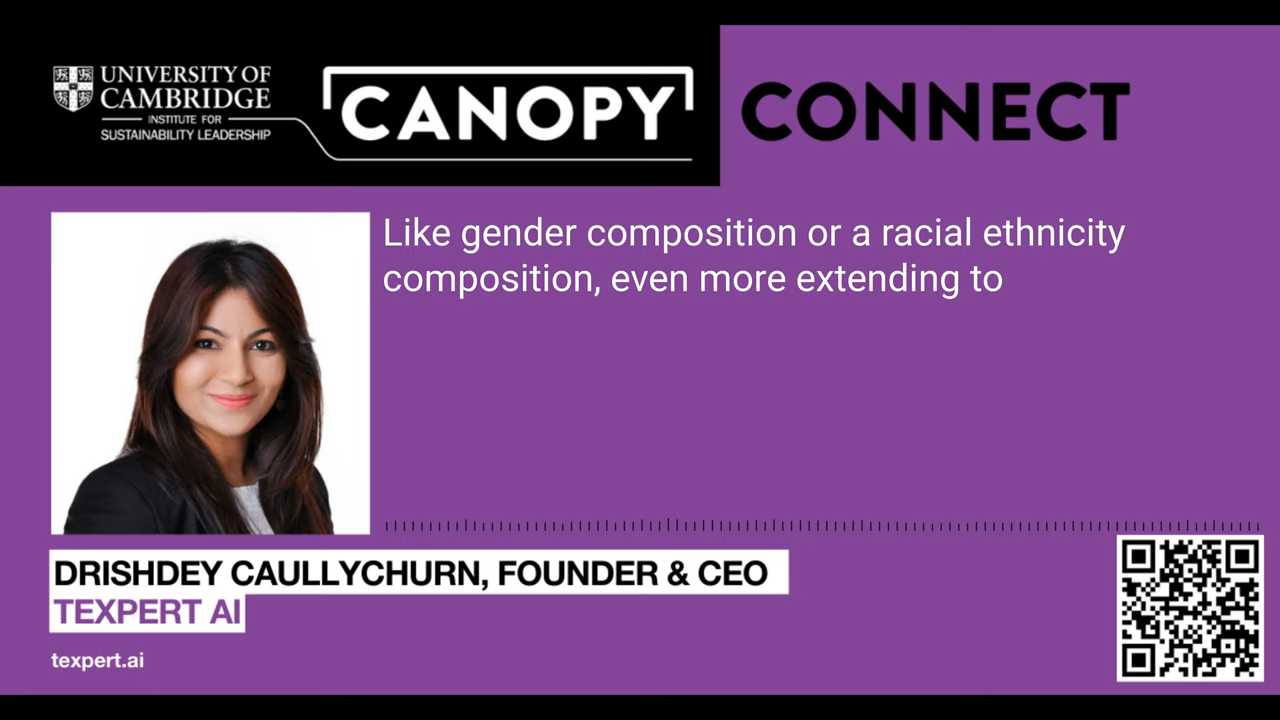 UNIVERSITY OF
CAMBRIDGE
INSTITUTE FOR
SUSTAINABILITY LEADERSHIP
CANOPY
CONNECT
Like gender composition or a racial ethnicity
composition, even more extending to
DRISHDEY CAULLYCHURN, FOUNDER & CEO
TEXPERT AI
texpert.ai